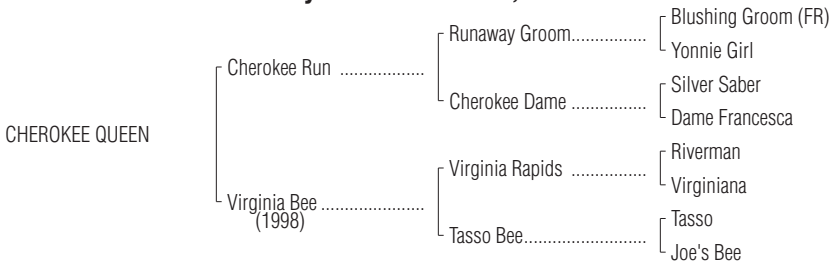 Blushing Groom (FR)
Runaway Groom...............
Yonnie Girl
Cherokee Run ..................
Silver Saber
Cherokee Dame ................
Dame Francesca
CHEROKEE QUEEN
Riverman
Virginia Rapids ................
Virginiana
Virginia Bee ......................
(1998)
Tasso
Tasso Bee..........................
Joe's Bee